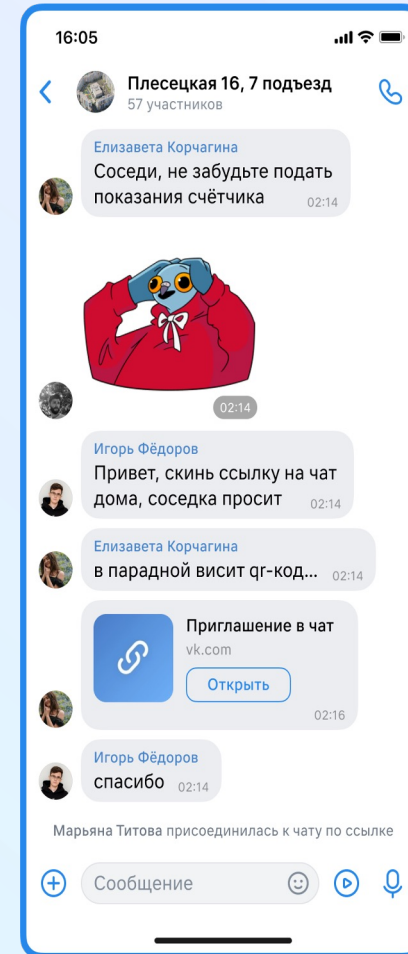 16:05
Плесецкая 16, 7 подъезд
57 участников
Елизавета Корчагина
Соседи, не забудьте подать
показания счётчика 02:14
02:14
Игорь Фёдоров
Привет, скинь ссылку на чат
дома, соседка просит 02:14
Елизавета Корчагина
в парадной висит qr-код... 02:14
Приглашение в чат
vk.com
Открыть
02:16
Игорь Фёдоров
спасибо 02:14
Марьяна Титова присоединилась к чату по ссылке
Сообщение